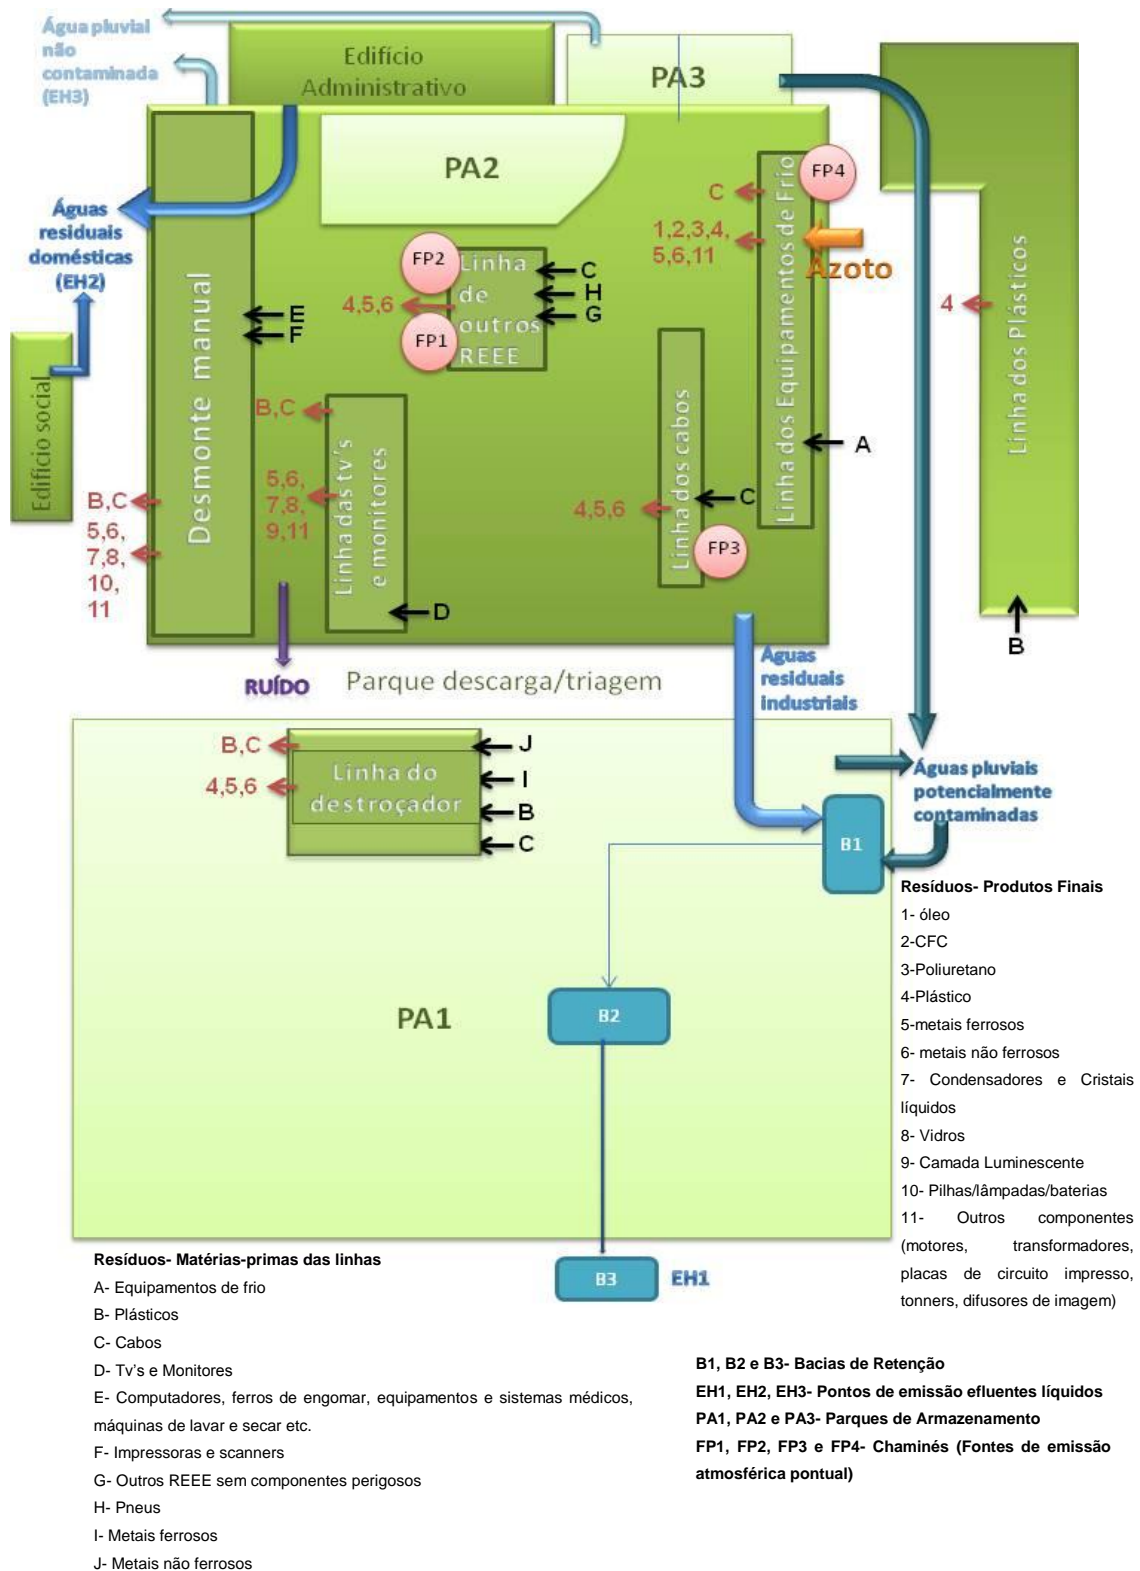 Água pluvial
não
contaminada
(EH3)
Edifício
Administrativo
PA3
PA2
FP4
C
1,2,3,4,
5,6,11
Azoto
Linha dos Equipamentos de Frio
A
Linha dos Plásticos
4
B
Águas
residuais
domésticas
(EH2)
Edifício social
Desmonte manual
E
F
B,C
5,6,
7,8,
10,
11
FP2
FP1
4,5,6
Linha
de
outros
REEE
C
H
G
B,C
5,6,
7,8,
9,11
Linha das tv's
e monitores
D
4,5,6
Linha dos cabos
C
FP3
RUÍDO
Parque descarga/triagem
Águas
residuais
industriais
B,C
4,5,6
Linha do
destroçador
J
I
B
C
Águas pluviais
potencialmente
contaminadas
B1
B2
PA1
B3
EH1
Resíduos- Produtos Finais
1- óleo
2-CFC
3-Poliuretano
4-Plástico
5-metais ferrosos
6- metais não ferrosos
7- Condensadores e Cristais
líquidos
8- Vidros
9- Camada Luminescente
10- Pilhas/lâmpadas/baterias
11- Outros componentes
(motores, transformadores,
placas de circuito impresso,
tonners, difusores de imagem)
Resíduos- Matérias-primas das linhas
A- Equipamentos de frio
B- Plásticos
C- Cabos
D- Tv's e Monitores
E- Computadores, ferros de engomar, equipamentos e sistemas médicos,
máquinas de lavar e secar etc.
F- Impressoras e scanners
G- Outros REEE sem componentes perigosos
H- Pneus
I- Metais ferrosos
J- Metais não ferrosos
B1, B2 e B3- Bacias de Retenção
EH1, EH2, EH3- Pontos de emissão efluentes líquidos
PA1, PA2 e PA3- Parques de Armazenamento
FP1, FP2, FP3 e FP4- Chaminés (Fontes de emissão
atmosférica pontual)